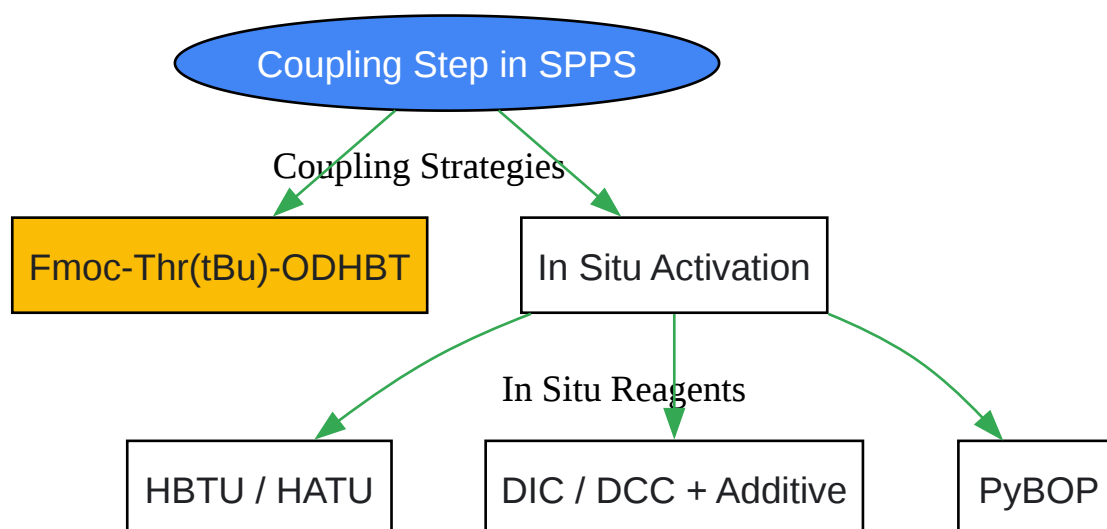 Coupling Step in SPPS
Coupling Strategies
Fmoc-Thr(tBu)-ODHBT
In Situ Activation
In Situ Reagents
HBTU / HATU
DIC / DCC + Additive
PyBOP